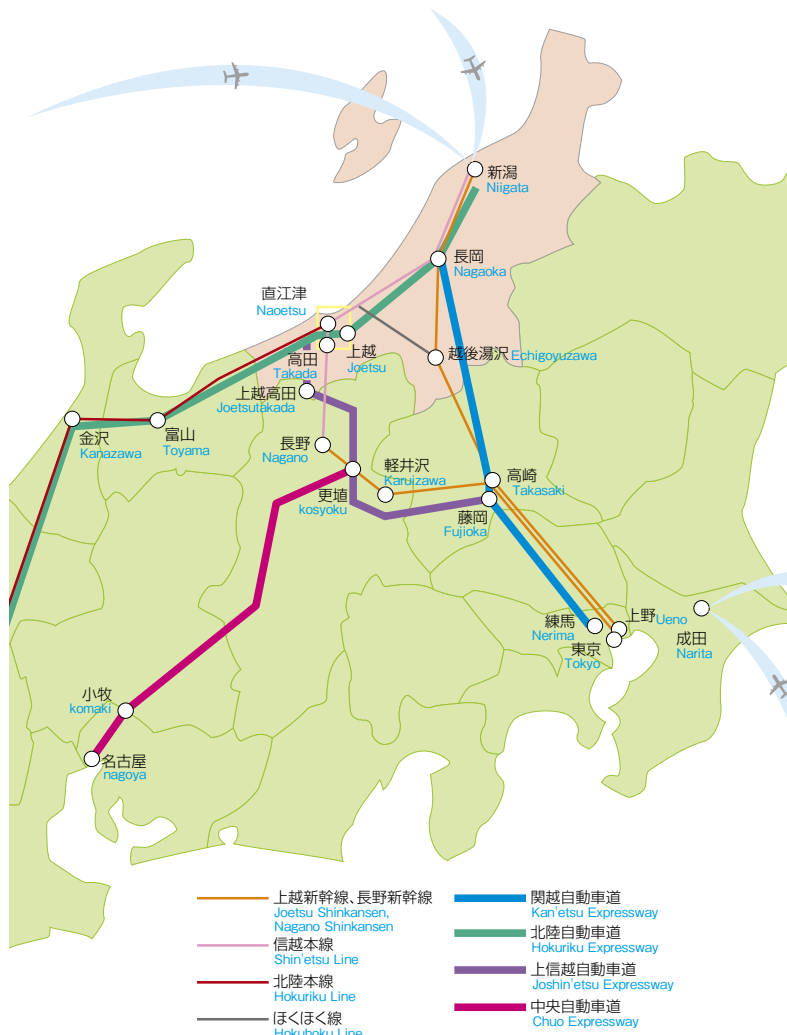 新潟
Niigata
長岡
Nagaoka
直江津
Naoetsu
高田
Takada
上越
Joetsu
越後湯沢 Echigoyuzawa
上越高田
Joetsutakada
金沢
Kanazawa
富山
Toyama
長野
Nagano
軽井沢
Karuizawa
高崎
Takasaki
更埴
kosyoku
藤岡
Fujioka
練馬
Nerima
上野 Ueno
東京
Tokyo
成田
Narita
小牧
komaki
名古屋
nagoya
上越新幹線、長野新幹線
Joetsu Shinkansen,
Nagano Shinkansen
信越本線
Shin'etsu Line
北陸本線
Hokuriku Line
ほくほく線
Hokuhoku Line
関越自動車道
Kan'etsu Expressway
北陸自動車道
Hokuriku Expressway
上信越自動車道
Joshin'etsu Expressway
中央自動車道
Chuo Expressway